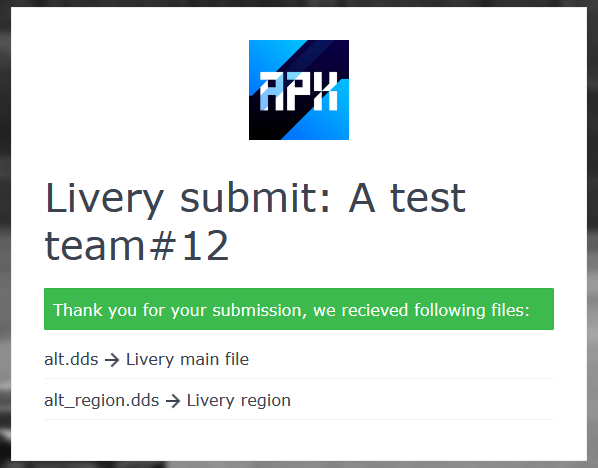 APX
Livery submit: A test
team#12
Thank you for your submission, we recieved following files:
alt.dds → Livery main file
alt_region.dds → Livery region